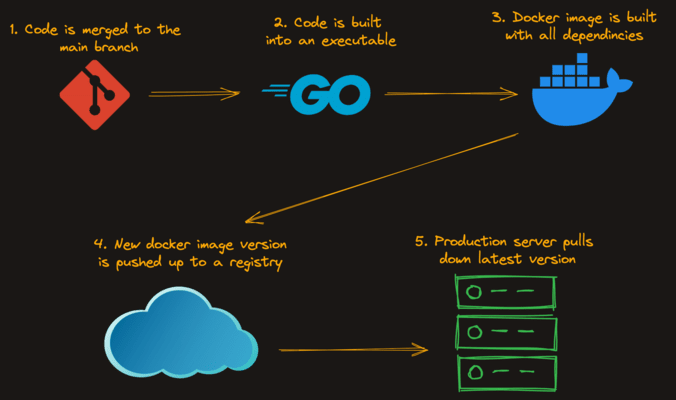 1. Code is merged to the
main branch
2. Code is built
into an executable
3. Docker image is built
with all dependincies
GO
4. New docker image version
is pushed up to a registry
5. Production server pulls
down latest version